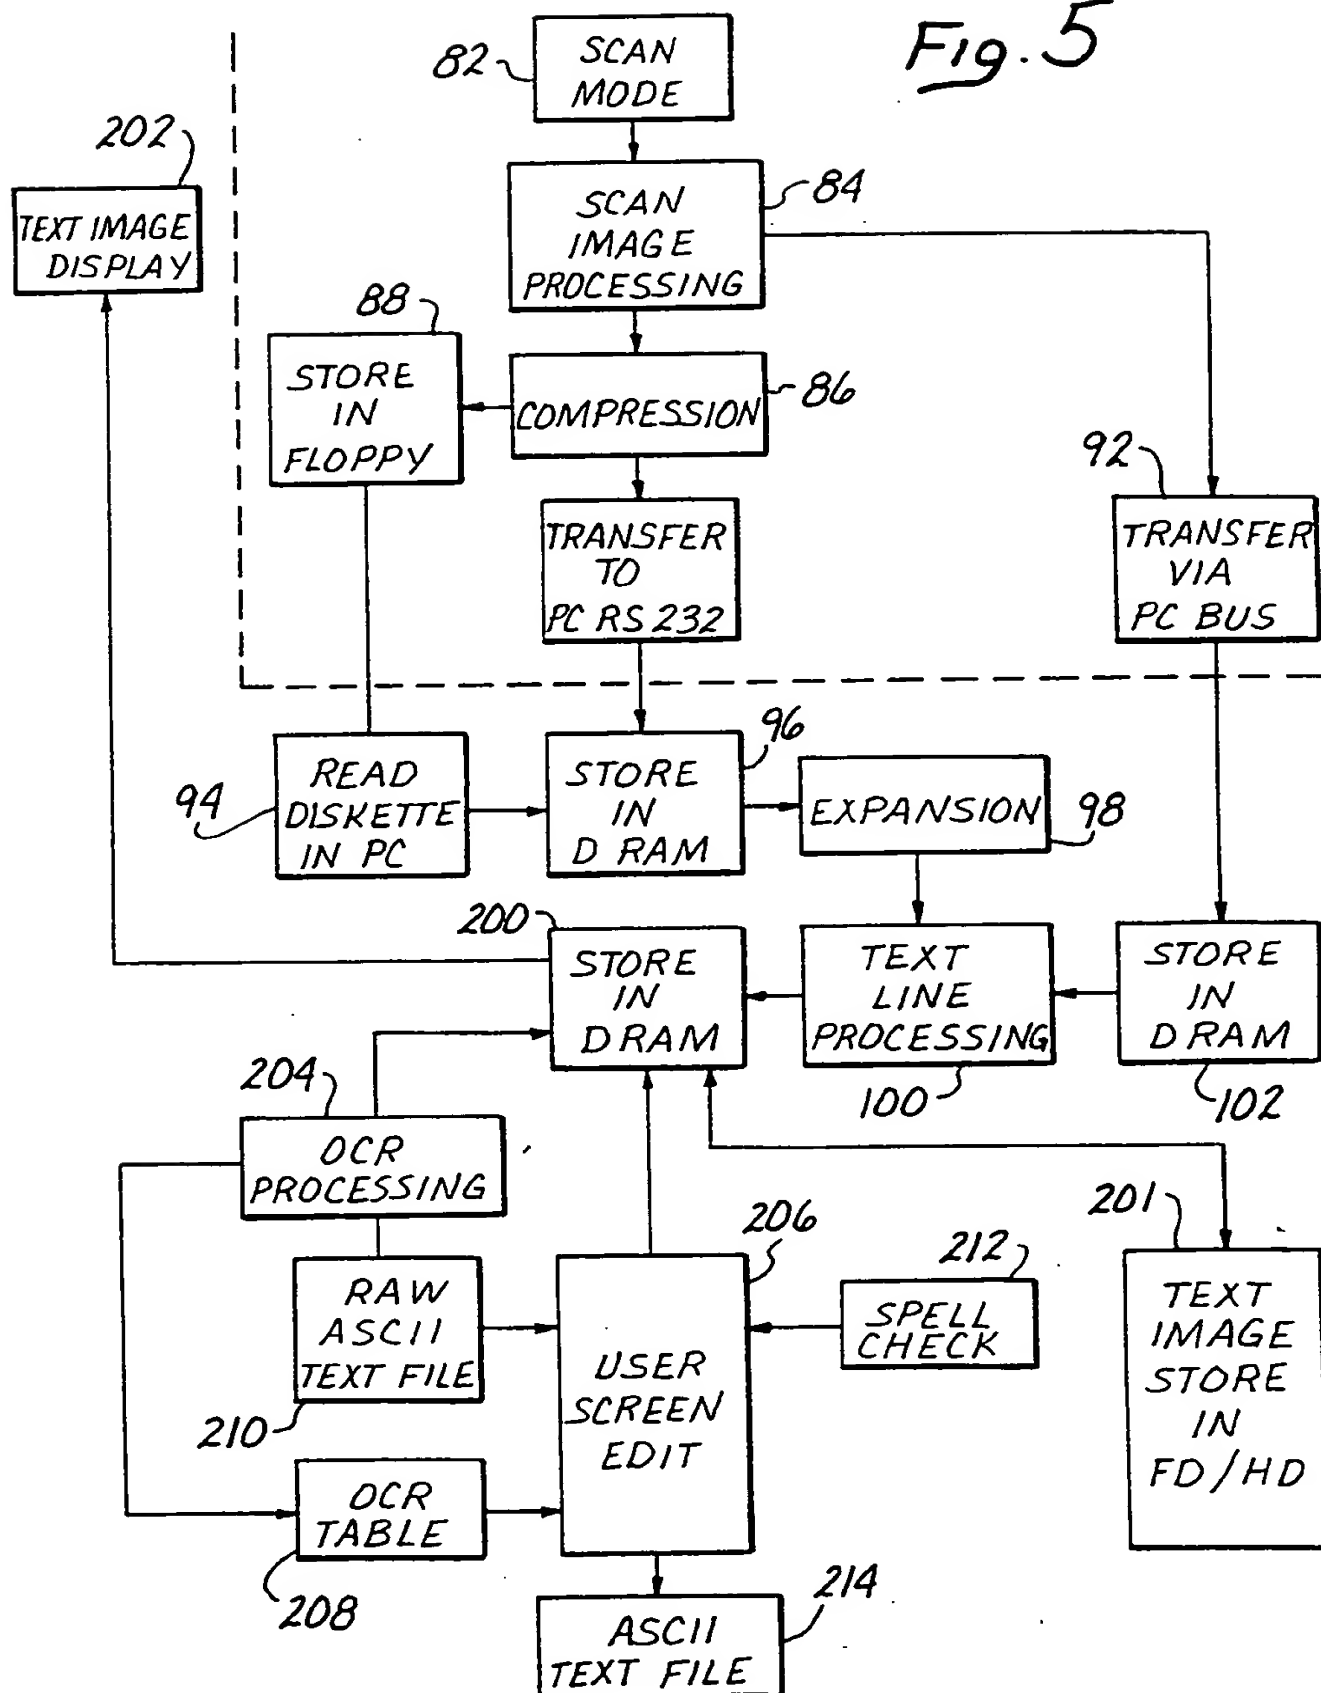 Fig. 5
82
SCAN
MODE
202
TEXT IMAGE
DISPLAY
84
SCAN
IMAGE
PROCESSING
88
STORE
IN
FLOPPY
86
COMPRESSION
92
TRANSFER
TO
PC RS 232
TRANSFER
VIA
PC BUS
94
READ
DISKETTE
IN PC
96
STORE
IN
D RAM
EXPANSION
98
200
STORE
IN
D RAM
TEXT
LINE
PROCESSING
100
STORE
IN
D RAM
102
204
OCR
PROCESSING
201
TEXT
IMAGE
STORE
IN
FD/HD
206
USER
SCREEN
EDIT
212
SPELL
CHECK
RAW
ASCII
TEXT FILE
210
OCR
TABLE
208
214
ASCII
TEXT FILE